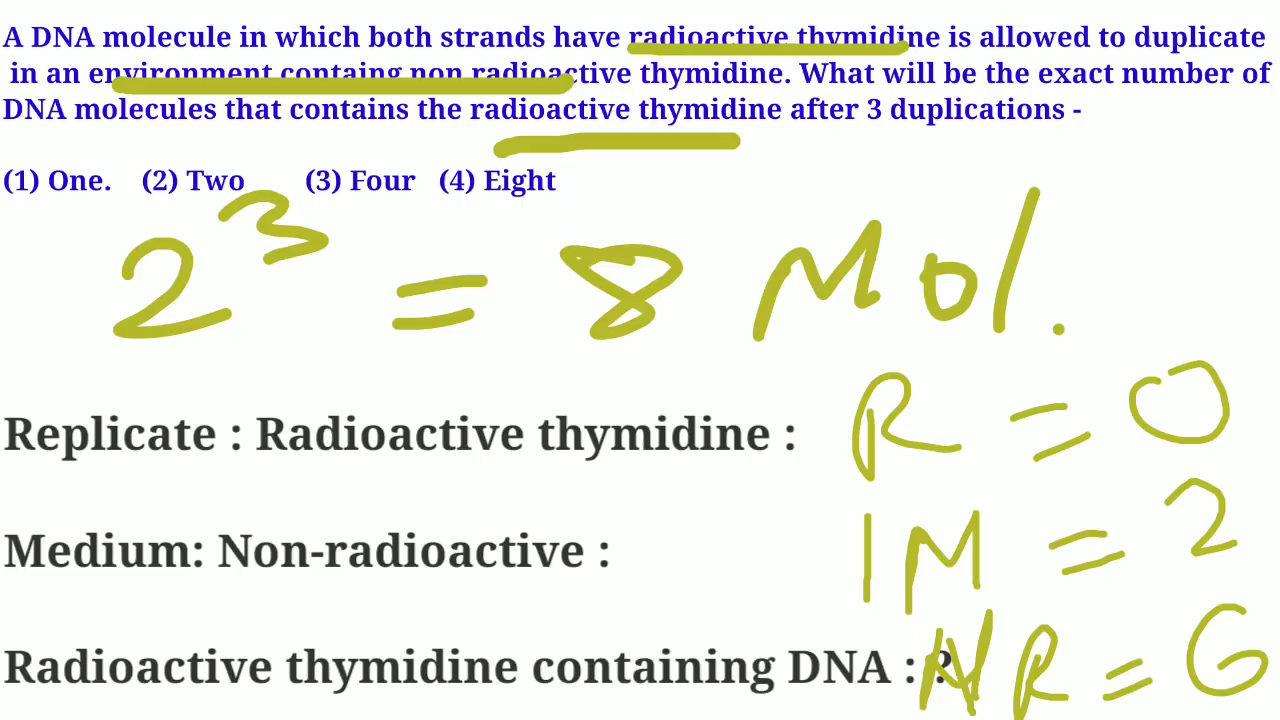 A DNA molecule in which both strands have radioactive thymidine is allowed to duplicate
in an environment containg non radioactive thymidine. What will be the exact number of
DNA molecules that contains the radioactive thymidine after 3 duplications -
(1) One. (2) Two (3) Four (4) Eight
2³ = 8 Mol.
Replicate : Radioactive thymidine : R = 0
Medium: Non-radioactive : IM = 2
Radioactive thymidine containing DNA : ? NR = 6